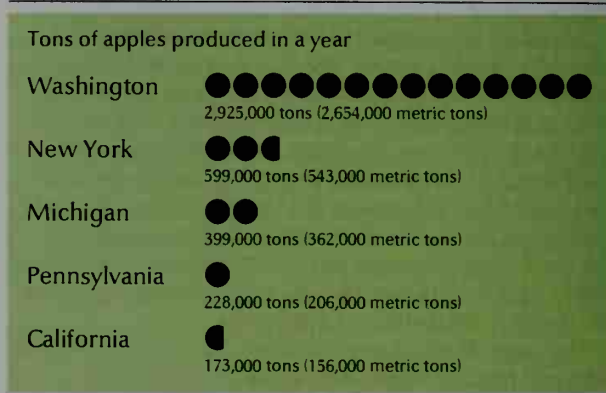 Tons of apples produced in a year
Washington
2,925,000 tons (2,654,000 metric tons)
New York
599,000 tons (543,000 metric tons)
Michigan
399,000 tons (362,000 metric tons)
Pennsylvania
228,000 tons (206,000 metric tons)
California
173,000 tons (156,000 metric tons)